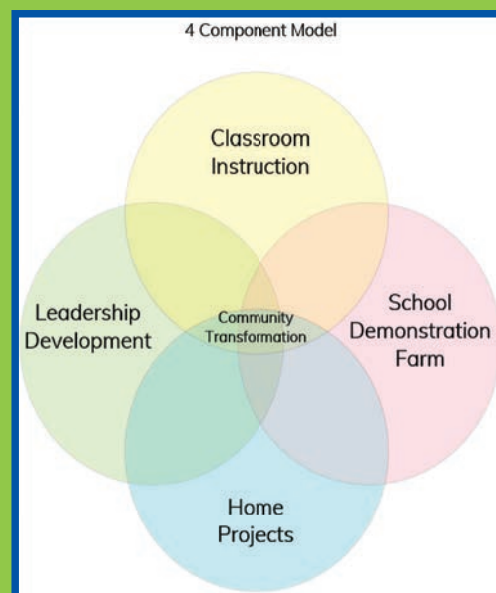 4 Component Model
Classroom
Instruction
Leadership
Development
Community
Transformation
School
Demonstration
Farm
Home
Projects